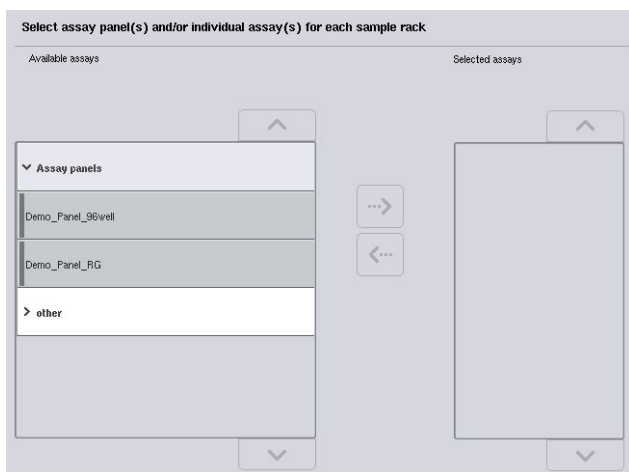 Select assay panel(s) and/or individual assay(s) for each sample rack
Available assays
Selected assays
Assay panels
Demo_Panel_96well
Demo_Panel_RG
other